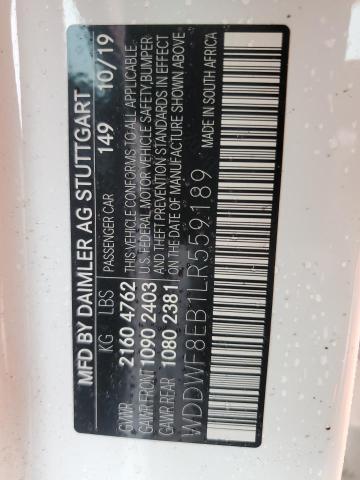 MFD BY DAIMLER AG STUTTGART 10/19
KG LBS PASSENGER CAR 149
GVWR 2160 4762 THIS VEHICLE CONFORMS TO ALL APPLICABLE
GAWR FRONT 1090 2403 U.S. FEDERAL MOTOR VEHICLE SAFETY, BUMPER
GAWR REAR 1080 2381 AND THEFT PREVENTION STANDARDS IN EFFECT
ON THE DATE OF MANUFACTURE SHOWN ABOVE.
WDDWF8EB1LR559189 MADE IN SOUTH AFRICA